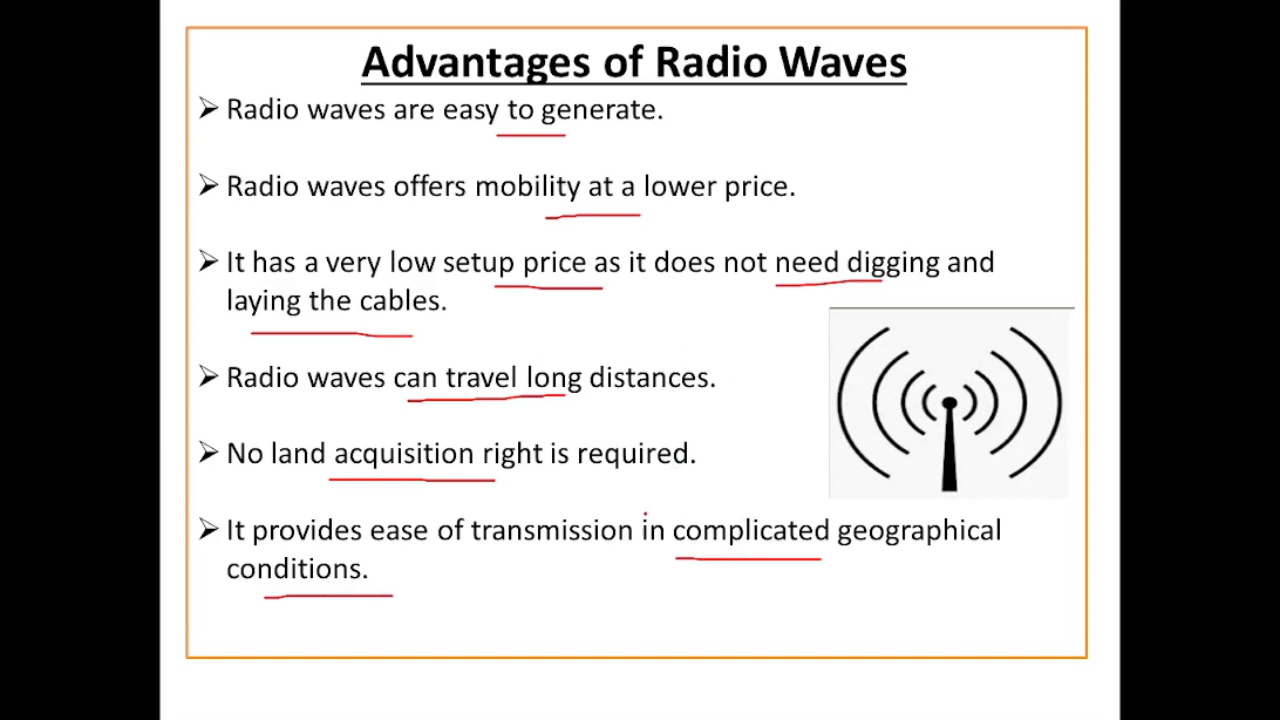 Advantages of Radio Waves
➢ Radio waves are easy to generate.
➢ Radio waves offers mobility at a lower price.
➢ It has a very low setup price as it does not need digging and
laying the cables.
➢ Radio waves can travel long distances.
➢ No land acquisition right is required.
➢ It provides ease of transmission in complicated geographical
conditions.